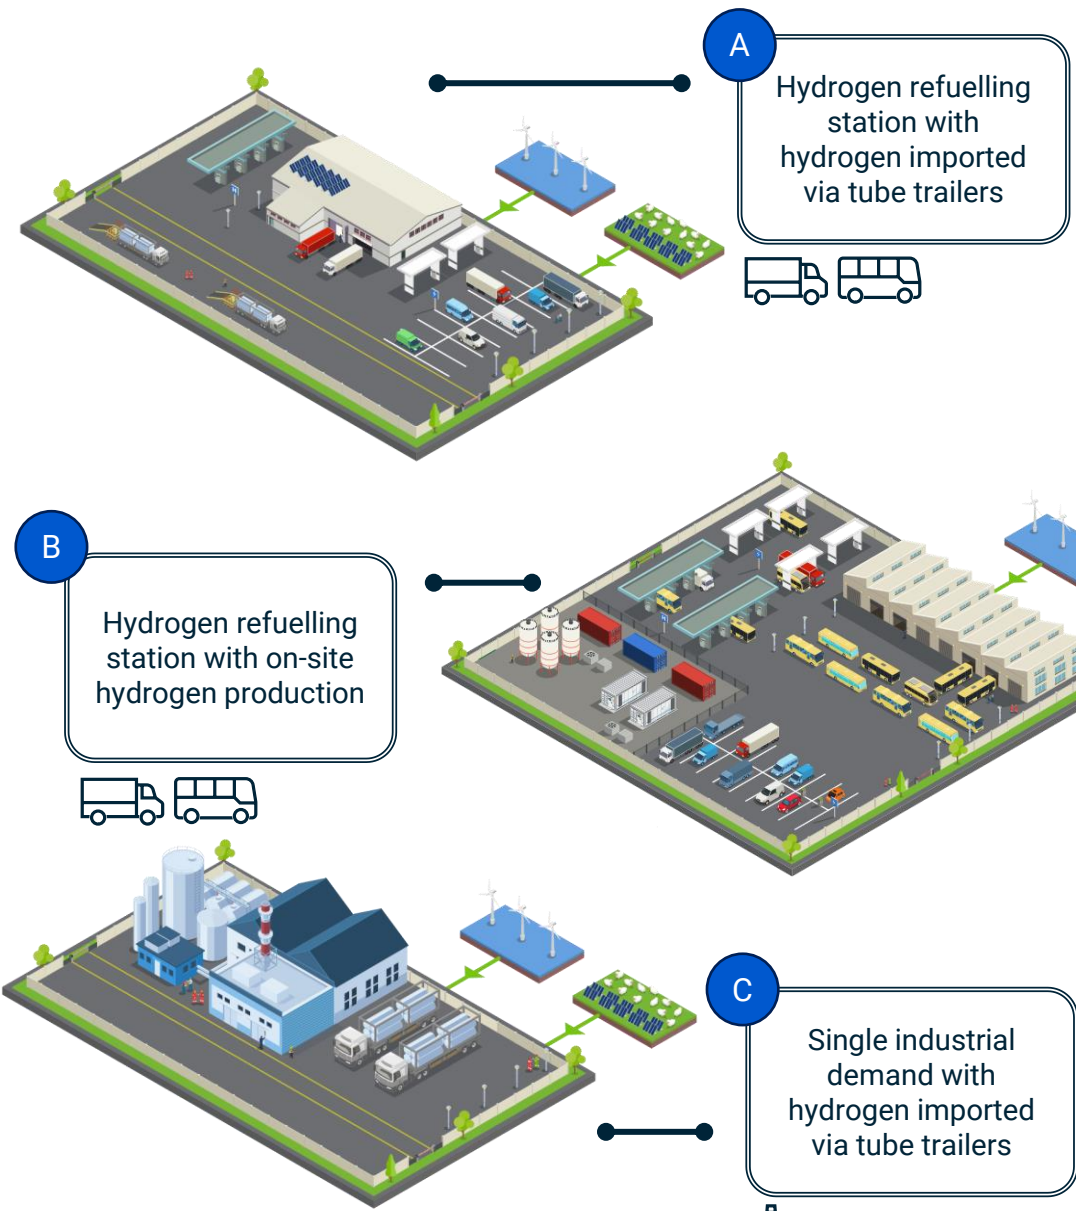 A
Hydrogen refuelling
station with
hydrogen imported
via tube trailers
B
Hydrogen refuelling
station with on-site
hydrogen production
C
Single industrial
demand with
hydrogen imported
via tube trailers